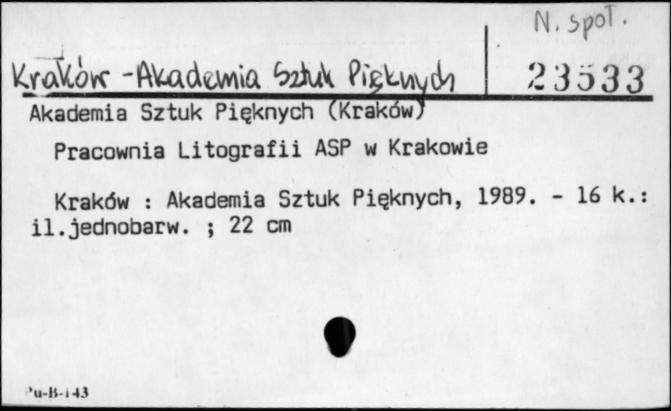 N. społ.
Kraków - Akademia Sztuk Pięknych
23533
Akademia Sztuk Pięknych (Kraków)
Pracownia Litografii ASP w Krakowie
Kraków : Akademia Sztuk Pięknych, 1989. - 16 k.:
il.jednobarw. ; 22 cm
Pu-B-143